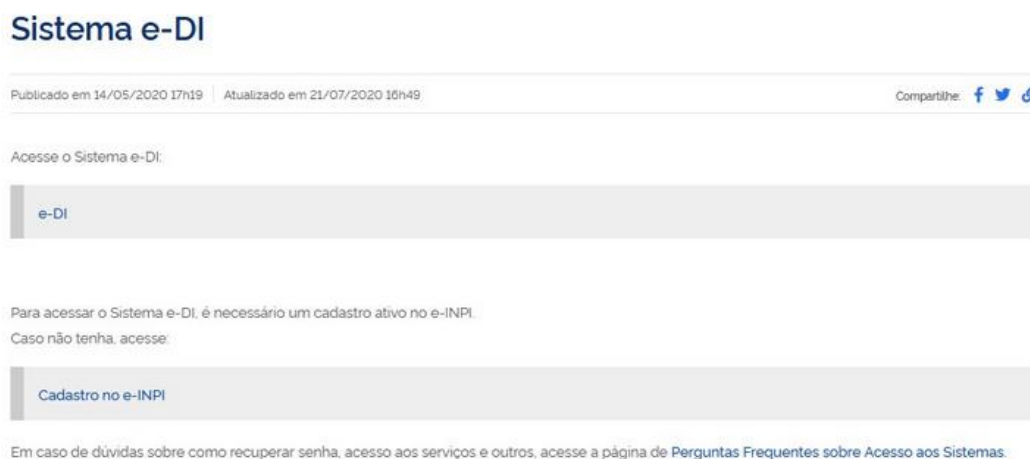 Sistema e-DI
Publicado em 14/05/2020 17h19 Atualizado em 21/07/2020 16h49 Compartilhe:
Acesse o Sistema e-DI:
e-DI
Para acessar o Sistema e-DI, é necessário um cadastro ativo no e-INPI.
Caso não tenha, acesse:
Cadastro no e-INPI
Em caso de dúvidas sobre como recuperar senha, acesso aos serviços e outros, acesse a página de Perguntas Frequentes sobre Acesso aos Sistemas.